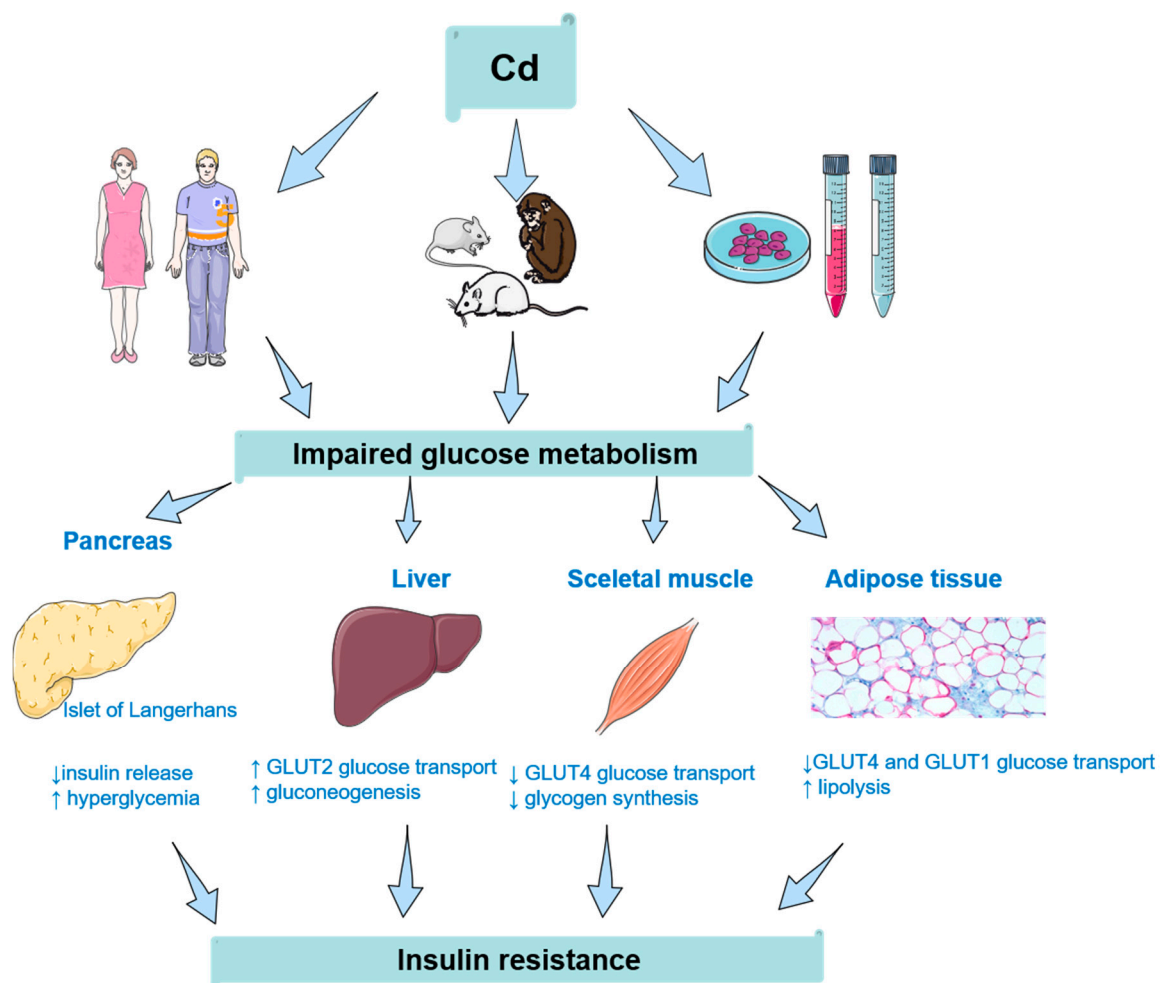 Cd
Impaired glucose metabolism
Pancreas
Liver
Sceletal muscle
Adipose tissue
Islet of Langerhans
↓insulin release
↑ hyperglycemia
↑ GLUT2 glucose transport
↑ gluconeogenesis
↓ GLUT4 glucose transport
↓ glycogen synthesis
↓GLUT4 and GLUT1 glucose transport
↑ lipolysis
Insulin resistance